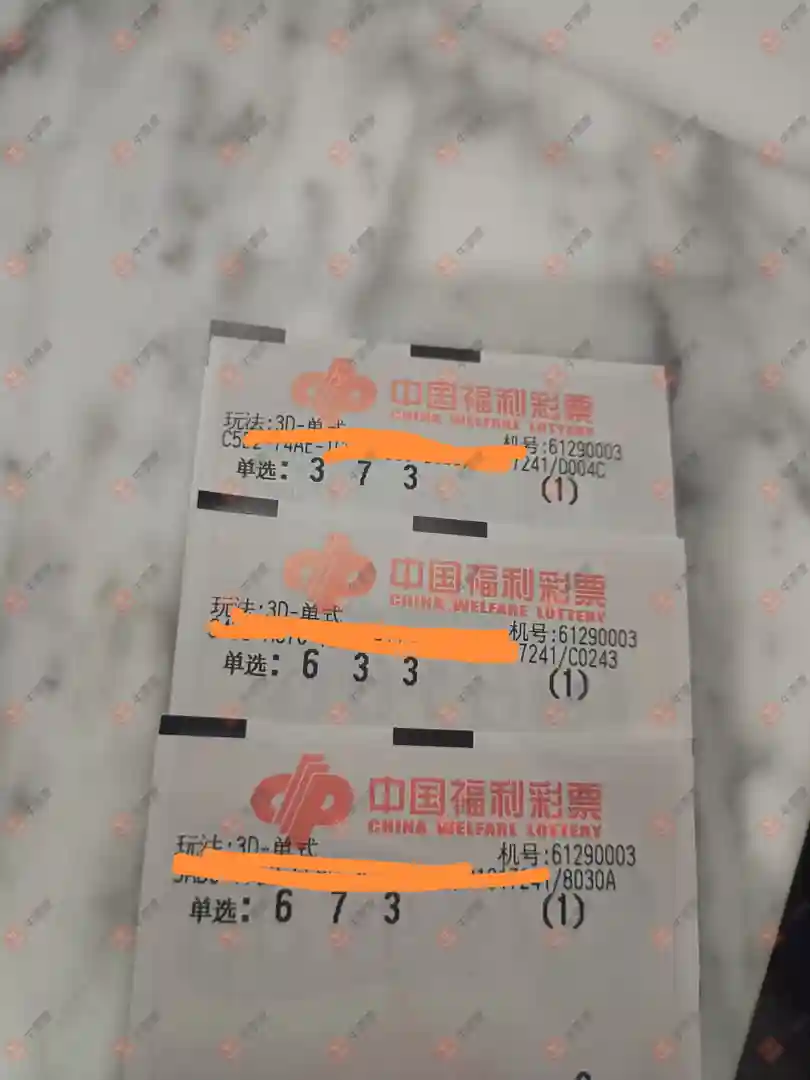 中国福利彩票
CHINA WELFARE LOTTERY
玩法:3D-单式
机号:61290003
7241/D004C
单选: 3 7 3 (1)
中国福利彩票
CHINA WELFARE LOTTERY
玩法:3D-单式
机号:61290003
7241/C0243
单选: 6 3 3 (1)
中国福利彩票
CHINA WELFARE LOTTERY
玩法:3D-单式
机号:61290003
/8030A
单选: 6 7 3 (1)